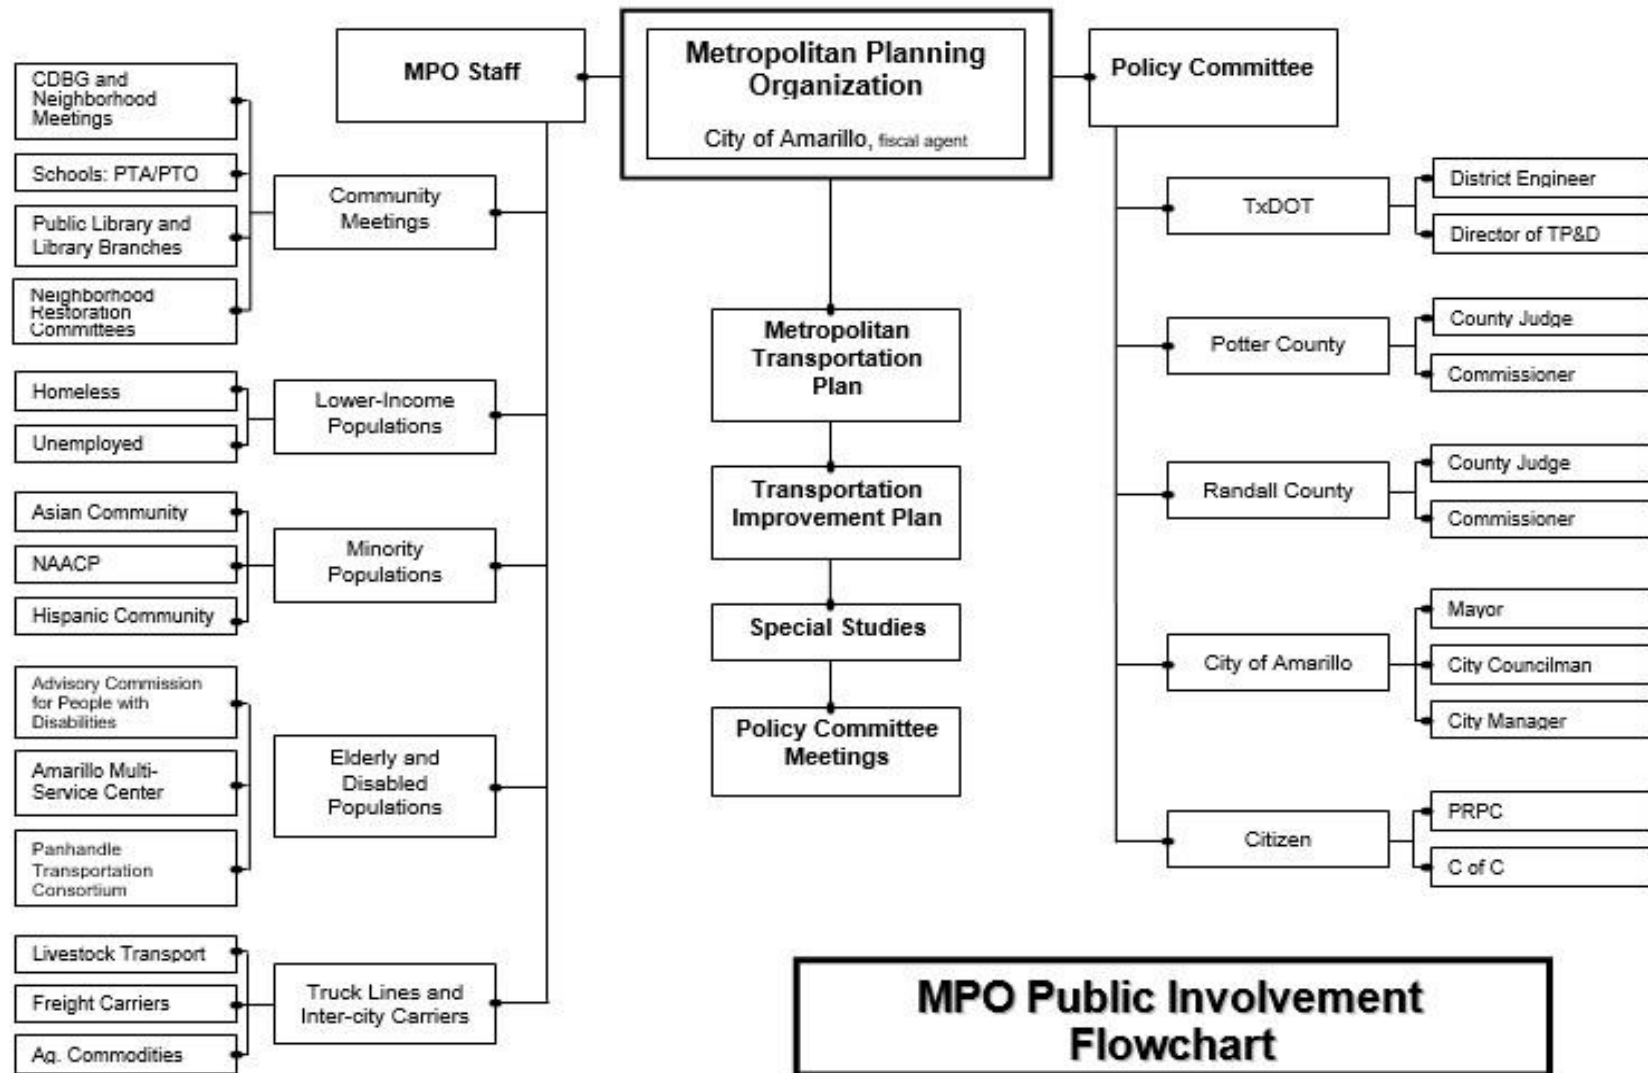 MPO Staff
Metropolitan Planning
Organization
City of Amarillo, fiscal agent
Policy Committee
CDBG and
Neighborhood
Meetings
Schools: PTA/PTO
Public Library and
Library Branches
Neighborhood
Restoration
Committees
Community
Meetings
Homeless
Unemployed
Lower-Income
Populations
Asian Community
NAACP
Hispanic Community
Minority
Populations
Advisory Commission
for People with
Disabilities
Amarillo Multi-
Service Center
Panhandle
Transportation
Consortium
Elderly and
Disabled
Populations
Livestock Transport
Freight Carriers
Ag. Commodities
Truck Lines and
Inter-city Carriers
Metropolitan
Transportation
Plan
Transportation
Improvement Plan
Special Studies
Policy Committee
Meetings
TxDOT
District Engineer
Director of TP&D
Potter County
County Judge
Commissioner
Randall County
County Judge
Commissioner
City of Amarillo
Mayor
City Councilman
City Manager
Citizen
PRPC
C of C
MPO Public Involvement
Flowchart